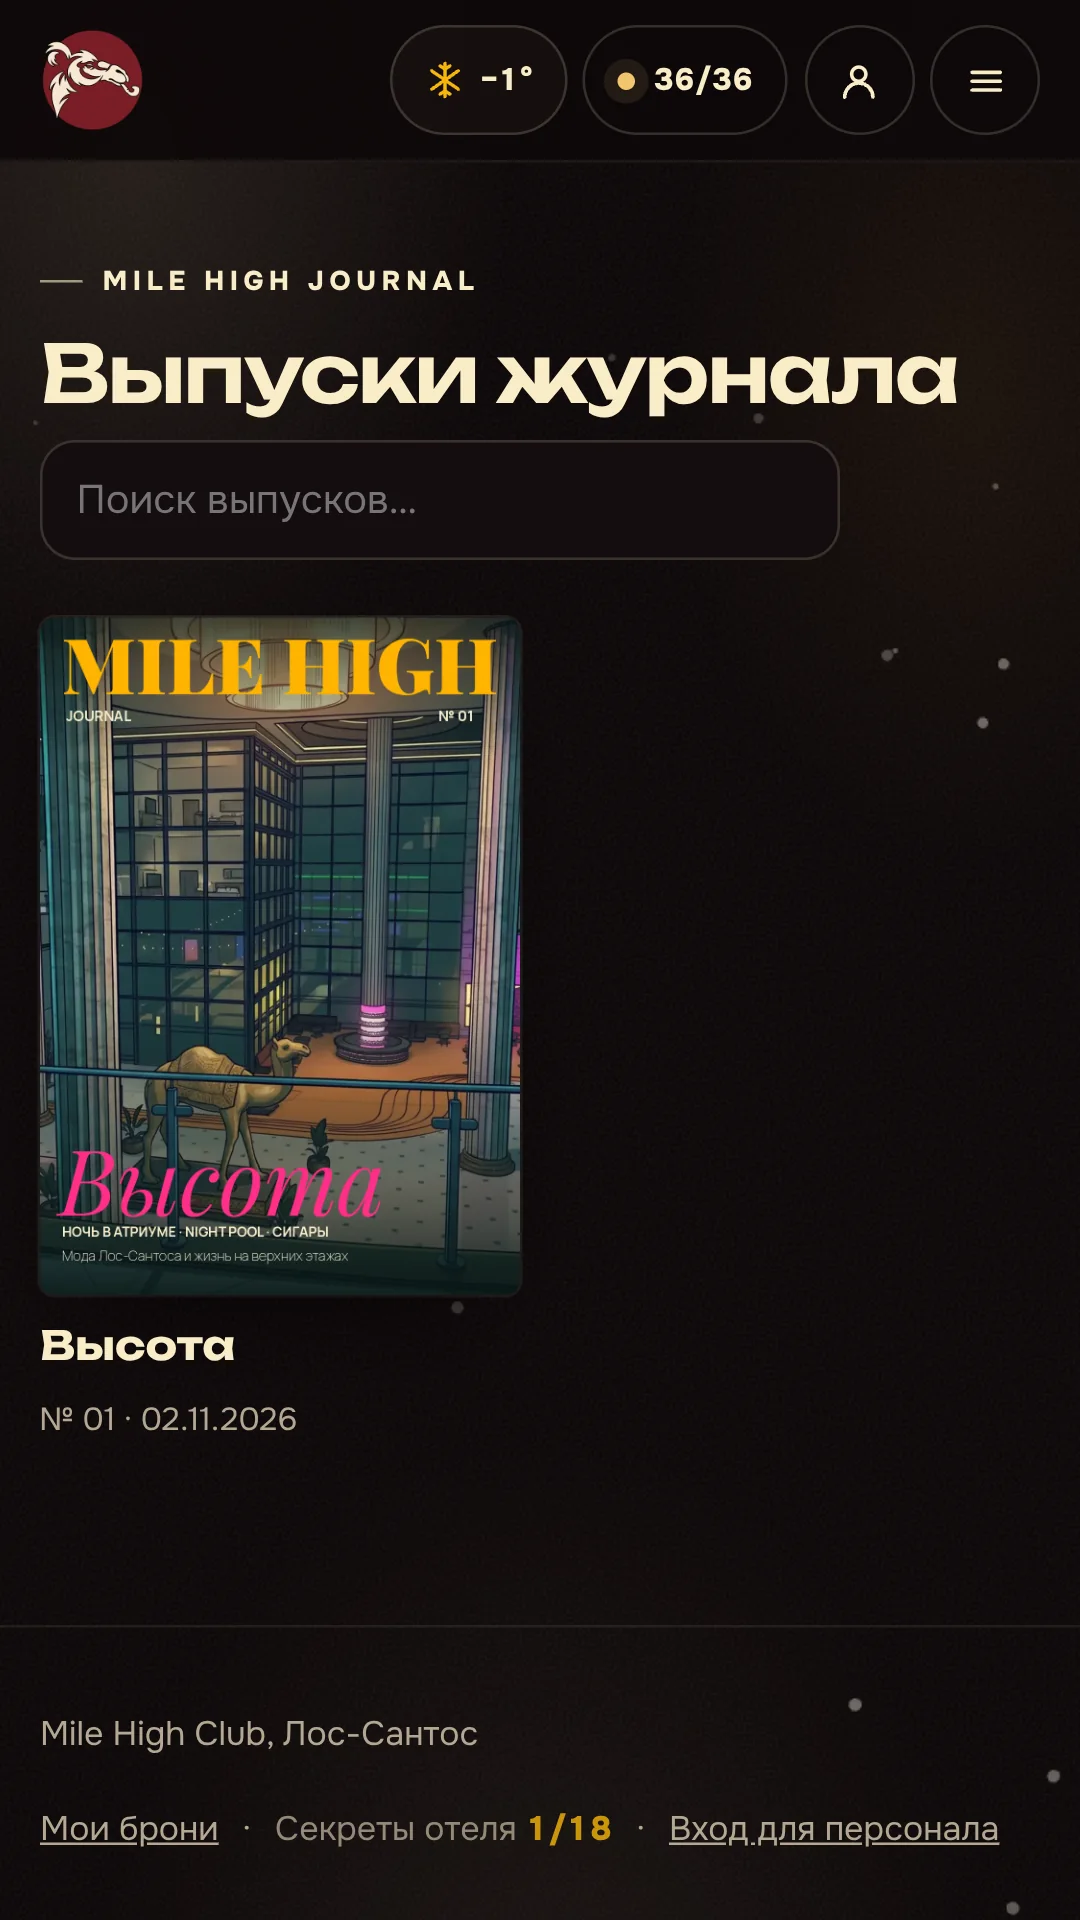 -1°
36/36
MILE HIGH JOURNAL
Выпуски журнала
Поиск выпусков...
MILE HIGH
JOURNAL
№ 01
Высота
НОЧЬ В АТРИУМЕ · NIGHT POOL · СИГАРЫ
Мода Лос-Сантоса и жизнь на верхних этажах
Высота
№ 01 · 02.11.2026
Mile High Club, Лос-Сантос
Мои брони · Секреты отеля 1/18 · Вход для персонала